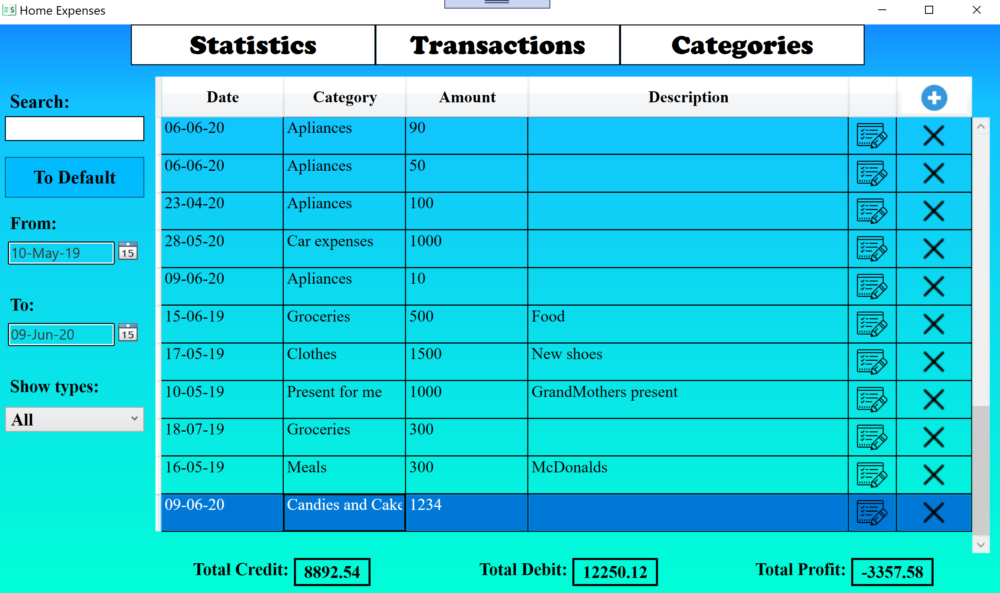 Home Expenses
Statistics Transactions Categories
Search:
To Default
From:
10-May-19 15
To:
09-Jun-20 15
Show types:
All
Date Category Amount Description
06-06-20 Apliances 90
06-06-20 Apliances 50
23-04-20 Apliances 100
28-05-20 Car expenses 1000
09-06-20 Apliances 10
15-06-19 Groceries 500 Food
17-05-19 Clothes 1500 New shoes
10-05-19 Present for me 1000 GrandMothers present
18-07-19 Groceries 300
16-05-19 Meals 300 McDonalds
09-06-20 Candies and Cake 1234
Total Credit: 8892.54 Total Debit: 12250.12 Total Profit: -3357.58